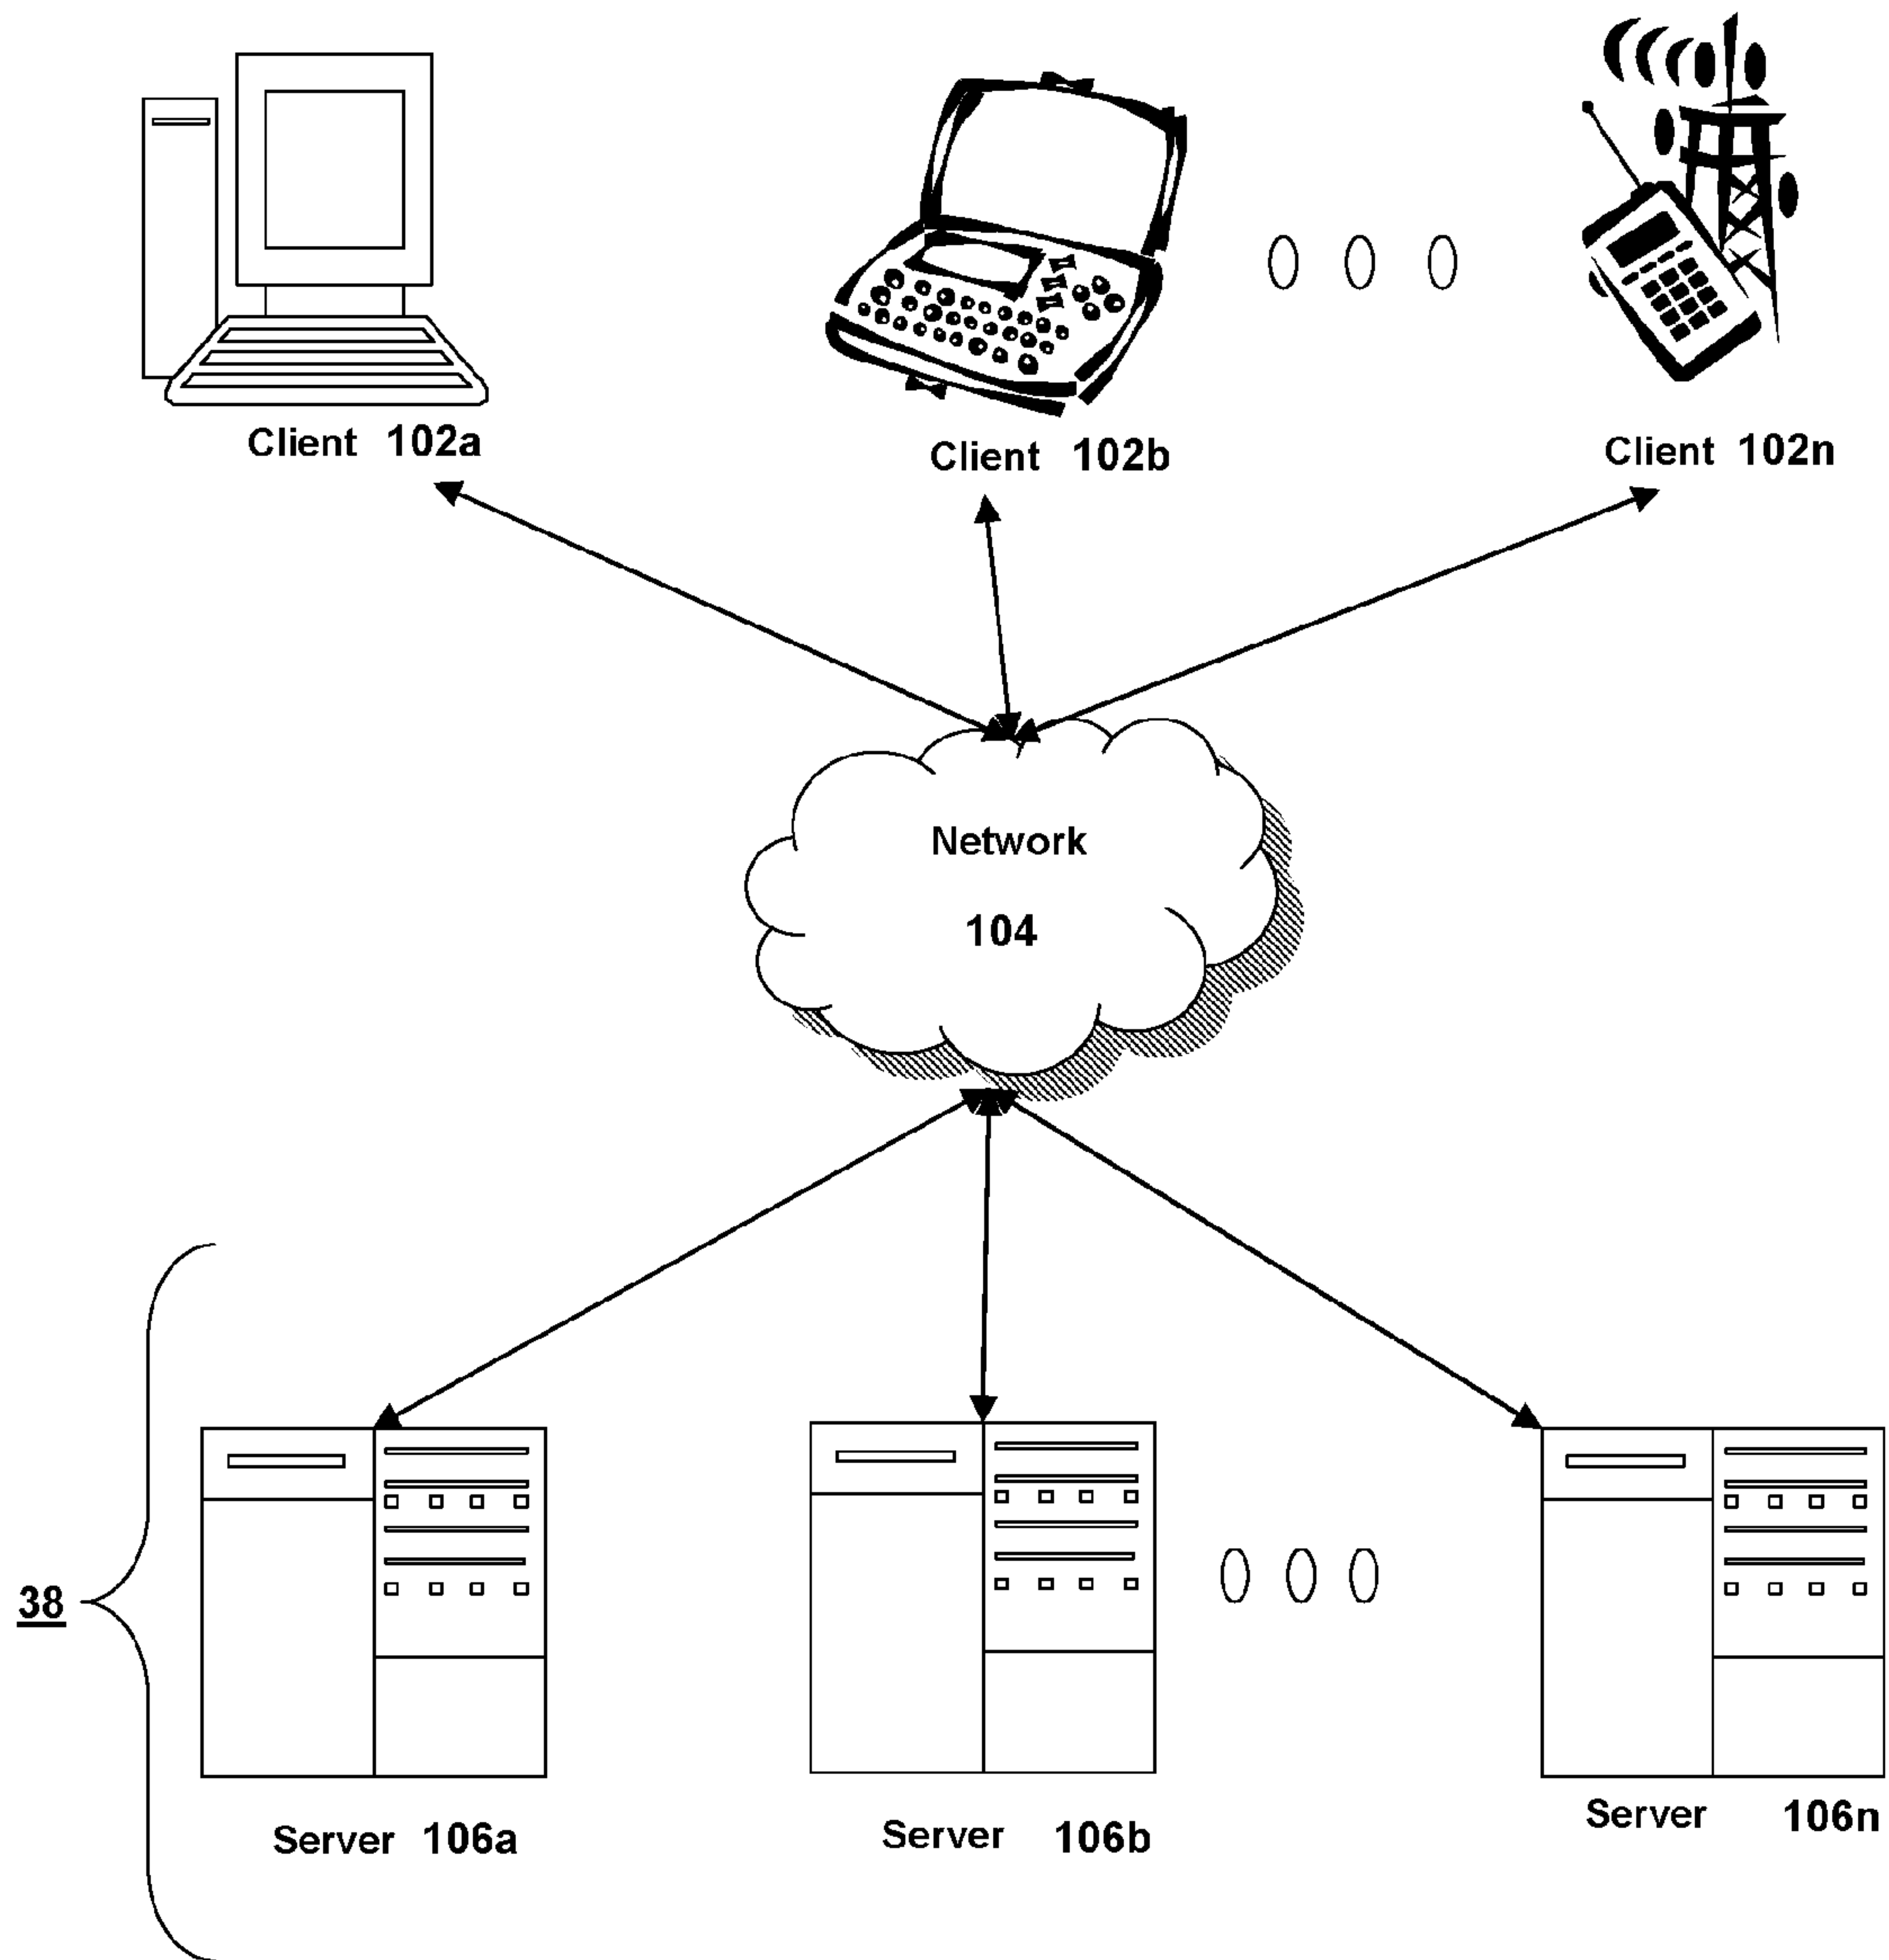 Client 102a
Client 102b
Client 102n
Network
104
38
Server 106a
Server 106b
Server 106n